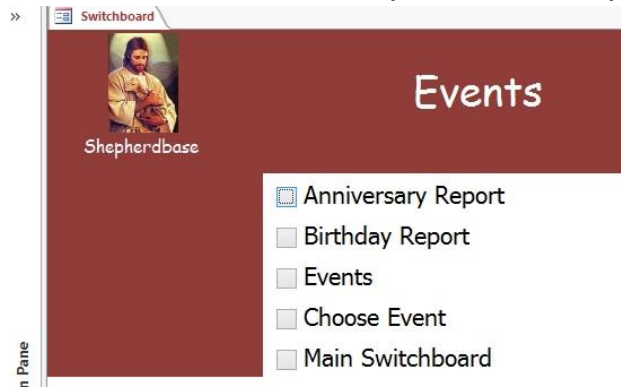 »
Switchboard
Events
Shepherdbase
Anniversary Report
Birthday Report
Events
Choose Event
Main Switchboard
n Pane